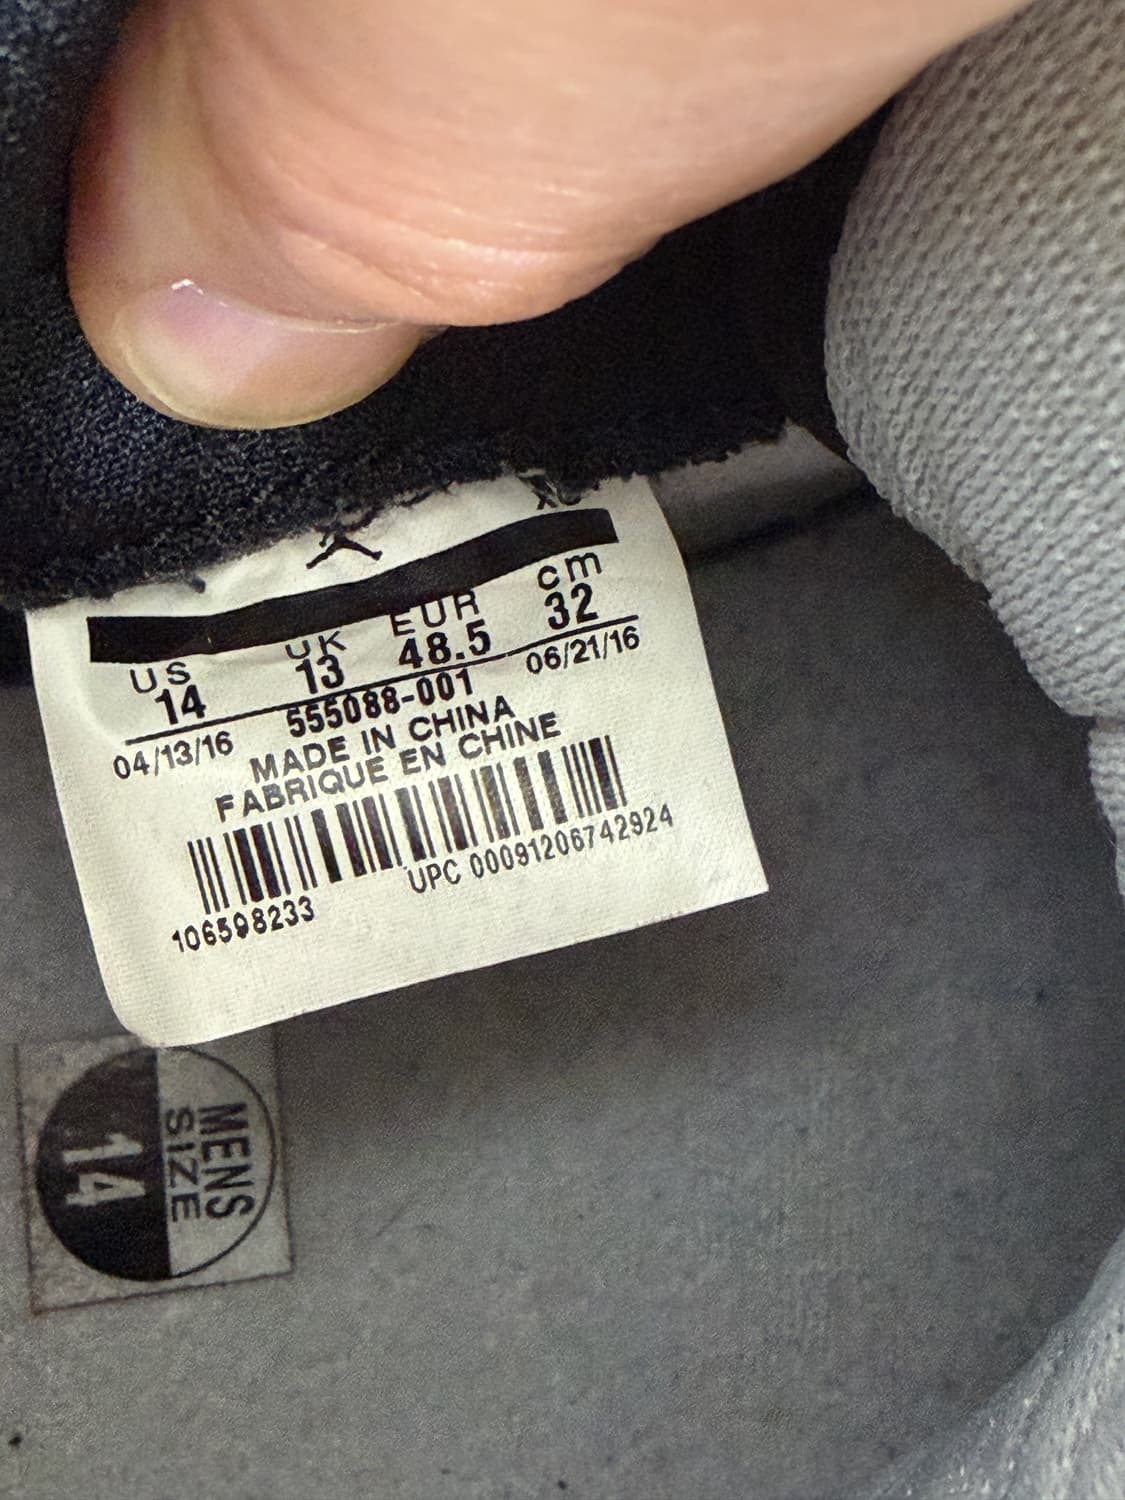 US UK EUR cm
14 13 48.5 32
04/13/16 555088-001 06/21/16
MADE IN CHINA
FABRIQUE EN CHINE
106598233 UPC 00091206742924
MENS
SIZE
14